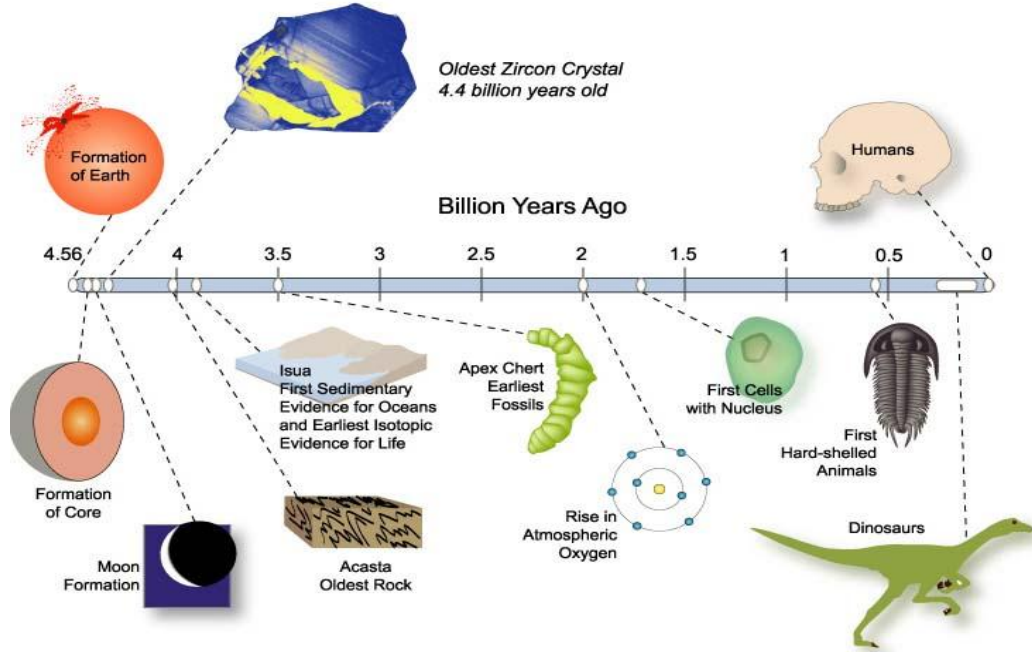 Oldest Zircon Crystal
4.4 billion years old
Formation
of Earth
Humans
Billion Years Ago
4.56 4 3.5 3 2.5 2 1.5 1 0.5 0
Isua
First Sedimentary
Evidence for Oceans
and Earliest Isotopic
Evidence for Life
Apex Chert
Earliest
Fossils
First Cells
with Nucleus
First
Hard-shelled
Animals
Formation
of Core
Rise in
Atmospheric
Oxygen
Dinosaurs
Moon
Formation
Acasta
Oldest Rock